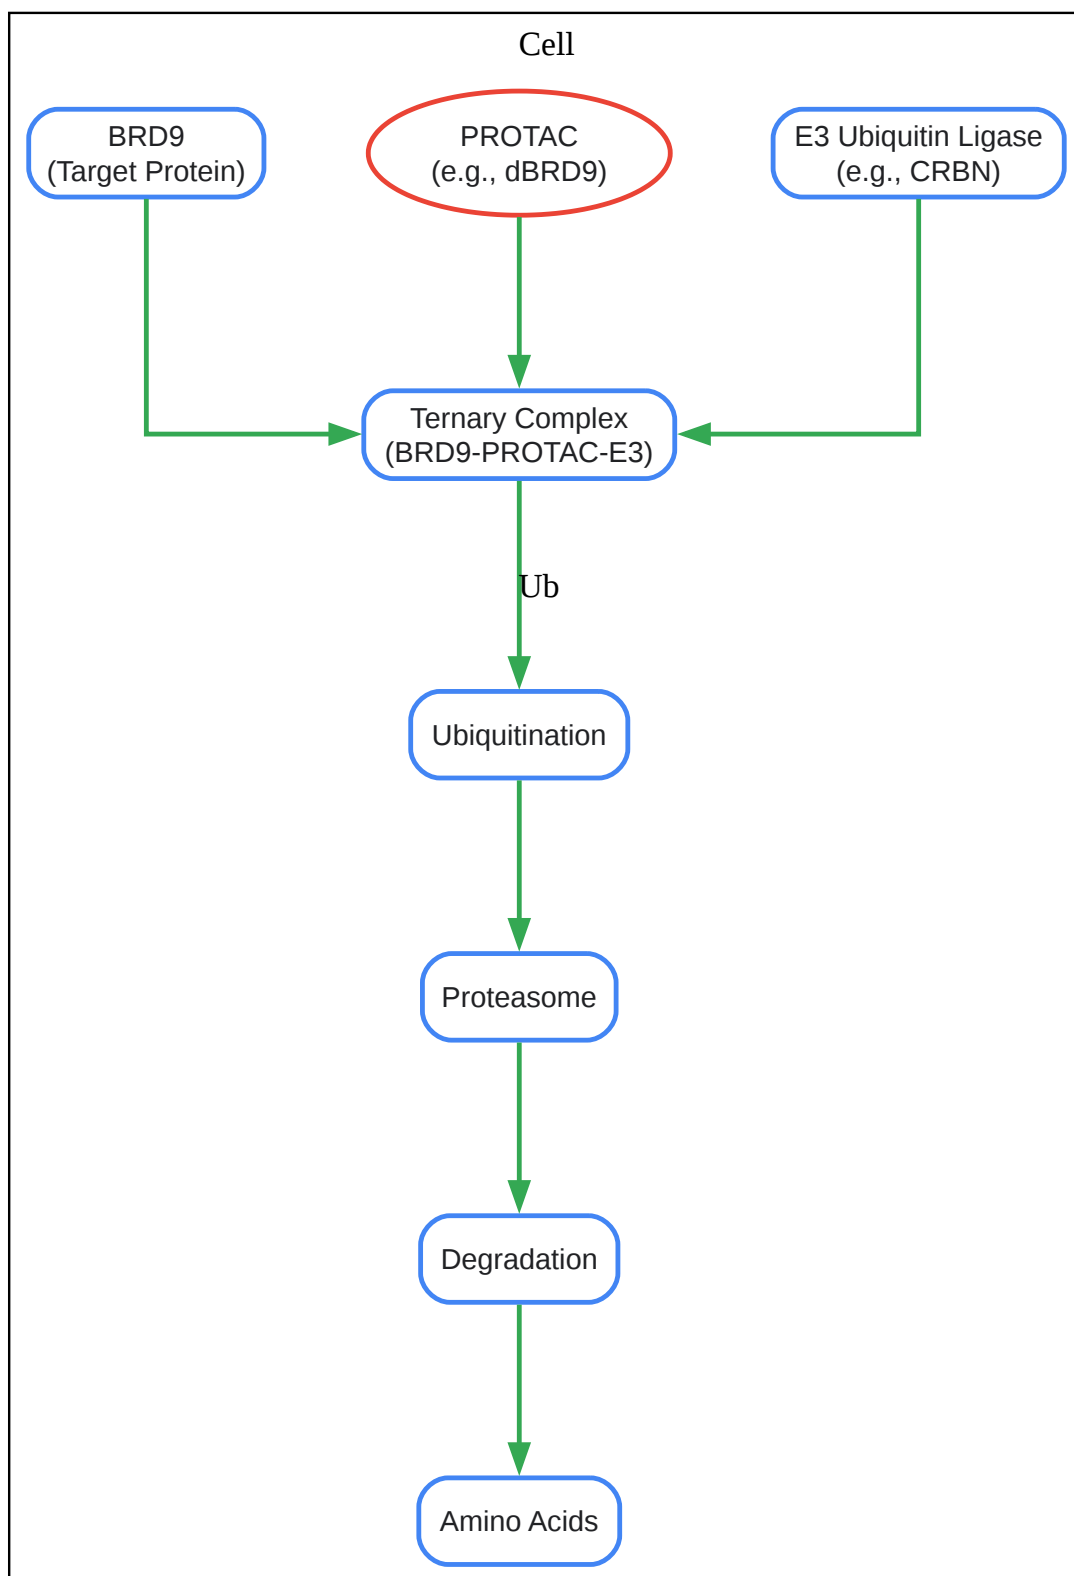 Cell
BRD9
(Target Protein)
PROTAC
(e.g., dBRD9)
E3 Ubiquitin Ligase
(e.g., CRBN)
Ternary Complex
(BRD9-PROTAC-E3)
Ub
Ubiquitination
Proteasome
Degradation
Amino Acids